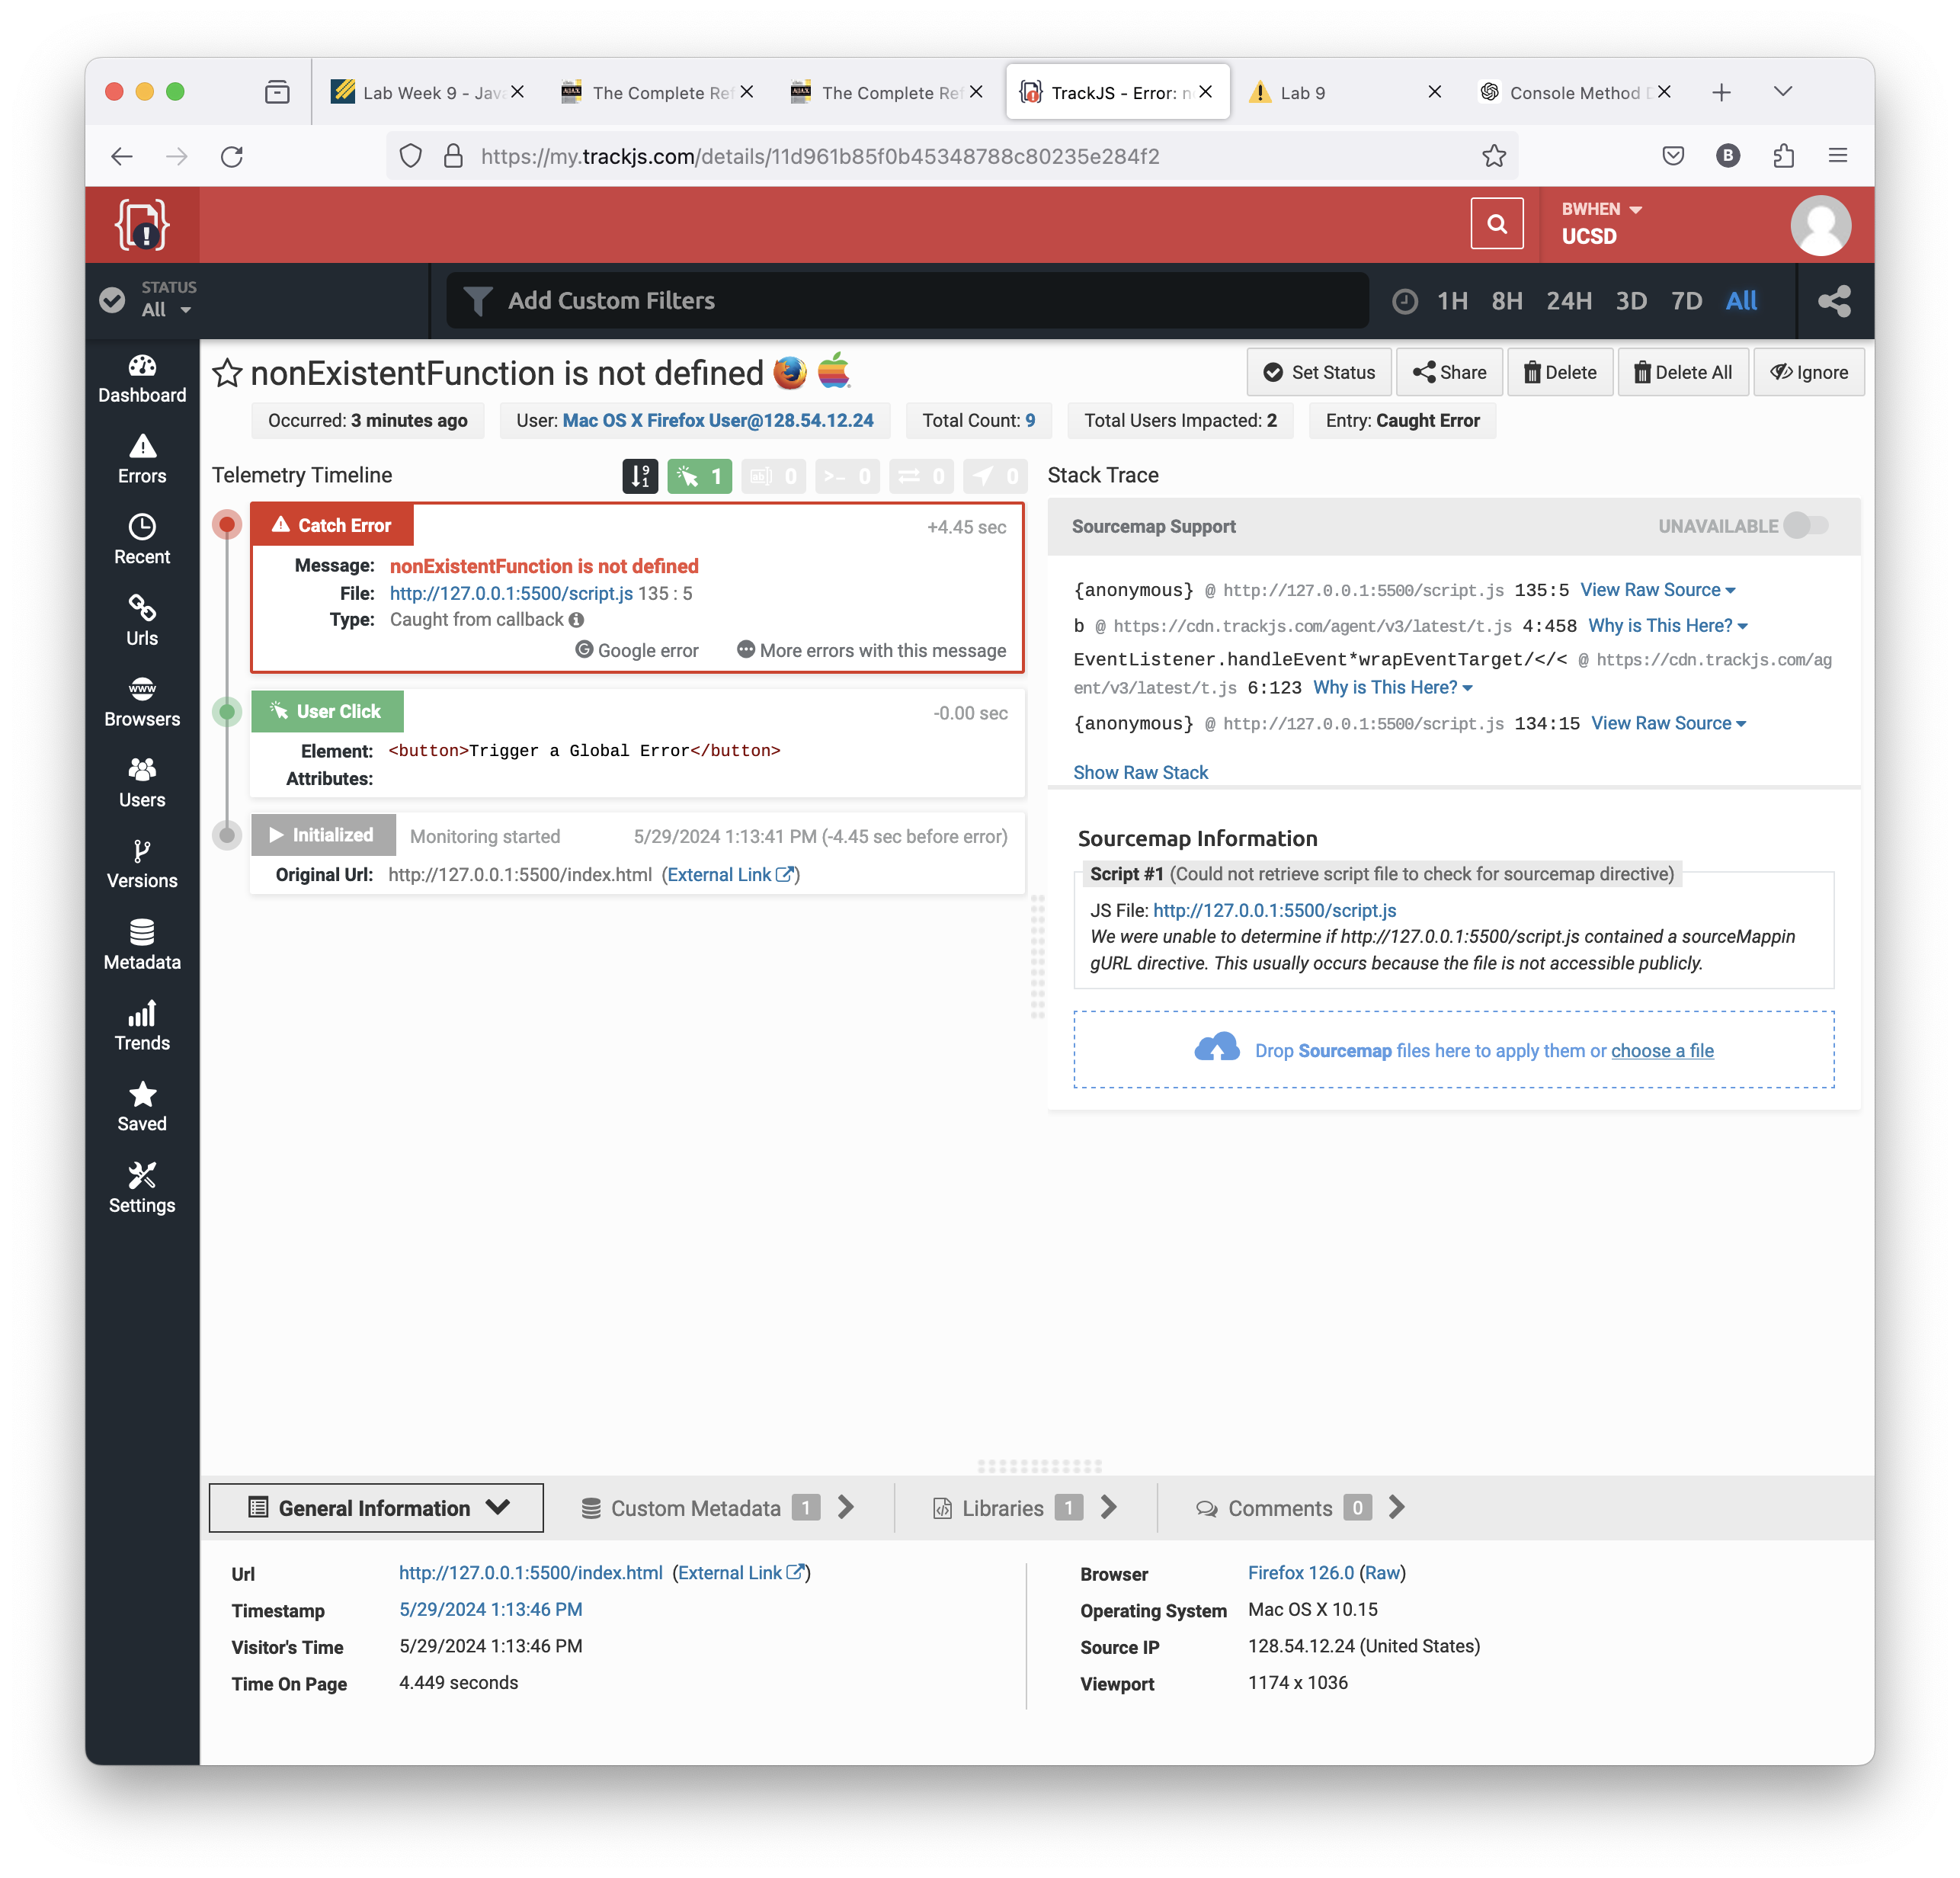 Lab Week 9 - Jav
The Complete Ref
The Complete Ref
TrackJS - Error: n
Lab 9
Console Method D
https://my.trackjs.com/details/11d961b85f0b45348788c80235e284f2
B
BWHEN
UCSD
STATUS
All
Add Custom Filters
1H 8H 24H 3D 7D All
Dashboard
Errors
Recent
Urls
www
Browsers
Users
Versions
Metadata
Trends
Saved
Settings
nonExistentFunction is not defined
Set Status
Share
Delete
Delete All
Ignore
Occurred: 3 minutes ago
User: Mac OS X Firefox User@128.54.12.24
Total Count: 9
Total Users Impacted: 2
Entry: Caught Error
Telemetry Timeline
9
1
1
0
0
0
0
Catch Error
+4.45 sec
Message: nonExistentFunction is not defined
File: http://127.0.0.1:5500/script.js 135 : 5
Type: Caught from callback
Google error
More errors with this message
User Click
-0.00 sec
Element: <button>Trigger a Global Error</button>
Attributes:
Initialized
Monitoring started
5/29/2024 1:13:41 PM (-4.45 sec before error)
Original Url: http://127.0.0.1:5500/index.html (External Link)
Stack Trace
Sourcemap Support
UNAVAILABLE
{anonymous} @ http://127.0.0.1:5500/script.js 135:5 View Raw Source
b @ https://cdn.trackjs.com/agent/v3/latest/t.js 4:458 Why is This Here?
EventListener.handleEvent*wrapEventTarget/</< @ https://cdn.trackjs.com/ag
ent/v3/latest/t.js 6:123 Why is This Here?
{anonymous} @ http://127.0.0.1:5500/script.js 134:15 View Raw Source
Show Raw Stack
Sourcemap Information
Script #1 (Could not retrieve script file to check for sourcemap directive)
JS File: http://127.0.0.1:5500/script.js
We were unable to determine if http://127.0.0.1:5500/script.js contained a sourceMappin
gURL directive. This usually occurs because the file is not accessible publicly.
Drop Sourcemap files here to apply them or choose a file
General Information
Custom Metadata 1
Libraries 1
Comments 0
Url http://127.0.0.1:5500/index.html (External Link)
Timestamp 5/29/2024 1:13:46 PM
Visitor's Time 5/29/2024 1:13:46 PM
Time On Page 4.449 seconds
Browser Firefox 126.0 (Raw)
Operating System Mac OS X 10.15
Source IP 128.54.12.24 (United States)
Viewport 1174 x 1036